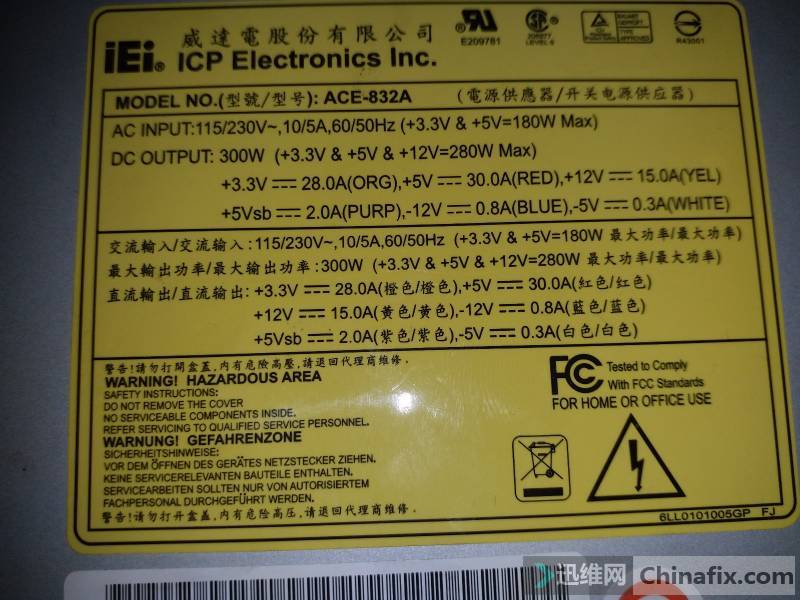 iEi® 威達電股份有限公司
ICP Electronics Inc.
E209781
LEVEL 6
TYPE APPROVED
R43001
MODEL NO.(型號/型号): ACE-832A (電源供應器/开关电源供应器)
AC INPUT:115/230V~,10/5A,60/50Hz (+3.3V & +5V=180W Max)
DC OUTPUT: 300W (+3.3V & +5V & +12V=280W Max)
+3.3V ⎓ 28.0A(ORG),+5V ⎓ 30.0A(RED),+12V ⎓ 15.0A(YEL)
+5Vsb ⎓ 2.0A(PURP),-12V ⎓ 0.8A(BLUE),-5V ⎓ 0.3A(WHITE)
交流輸入/交流输入:115/230V~,10/5A,60/50Hz (+3.3V & +5V=180W 最大功率/最大功率)
最大輸出功率/最大输出功率:300W (+3.3V & +5V & +12=280W 最大功率/最大功率)
直流輸出/直流输出: +3.3V ⎓ 28.0A(橙色/橙色),+5V ⎓ 30.0A(紅色/红色)
+12V ⎓ 15.0A(黃色/黄色),-12V ⎓ 0.8A(藍色/蓝色)
+5Vsb ⎓ 2.0A(紫色/紫色),-5V ⎓ 0.3A(白色/白色)
警告!請勿打開盒蓋,內有危險高壓,請退回代理商維修.
WARNING! HAZARDOUS AREA
SAFETY INSTRUCTIONS:
DO NOT REMOVE THE COVER
NO SERVICEABLE COMPONENTS INSIDE.
REFER SERVICING TO QUALIFIED SERVICE PERSONNEL.
WARNUNG! GEFAHRENZONE
SICHERHEITSHINWEISE:
VOR DEM ÖFFNEN DES GERÄTES NETZSTECKER ZIEHEN.
KEINE SERVICERELEVANTEN BAUTEILE ENTHALTEN.
SERVICEARBEITEN SOLLTEN NUR VON AUTORISIERTEM
FACHPERSONAL DURCHGEFÜHRT WERDEN.
警告!请勿打开盒盖,内有危险高压,请退回代理商维修.
FCC Tested to Comply
With FCC Standards
FOR HOME OR OFFICE USE
6LL0101005GP FJ
迅维网 Chinafix.com